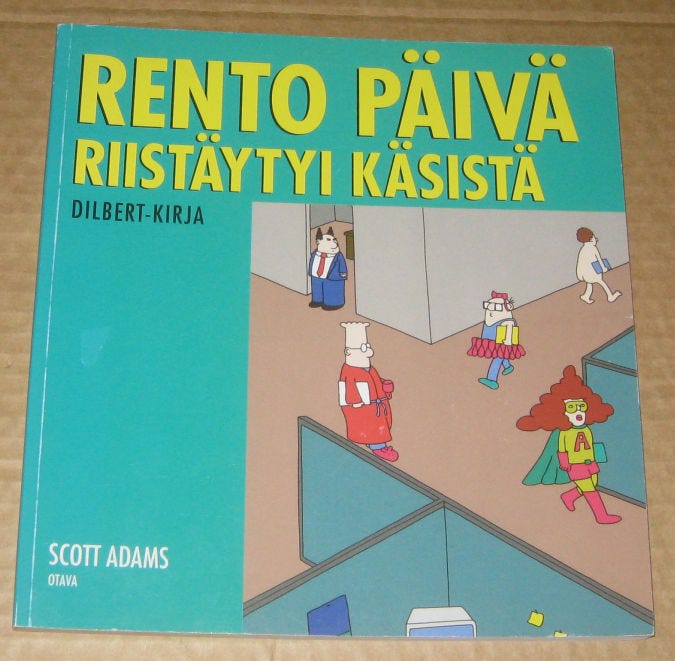 RENTO PÄIVÄ
RIISTÄYTYI KÄSISTÄ
DILBERT-KIRJA
A
SCOTT ADAMS
OTAVA